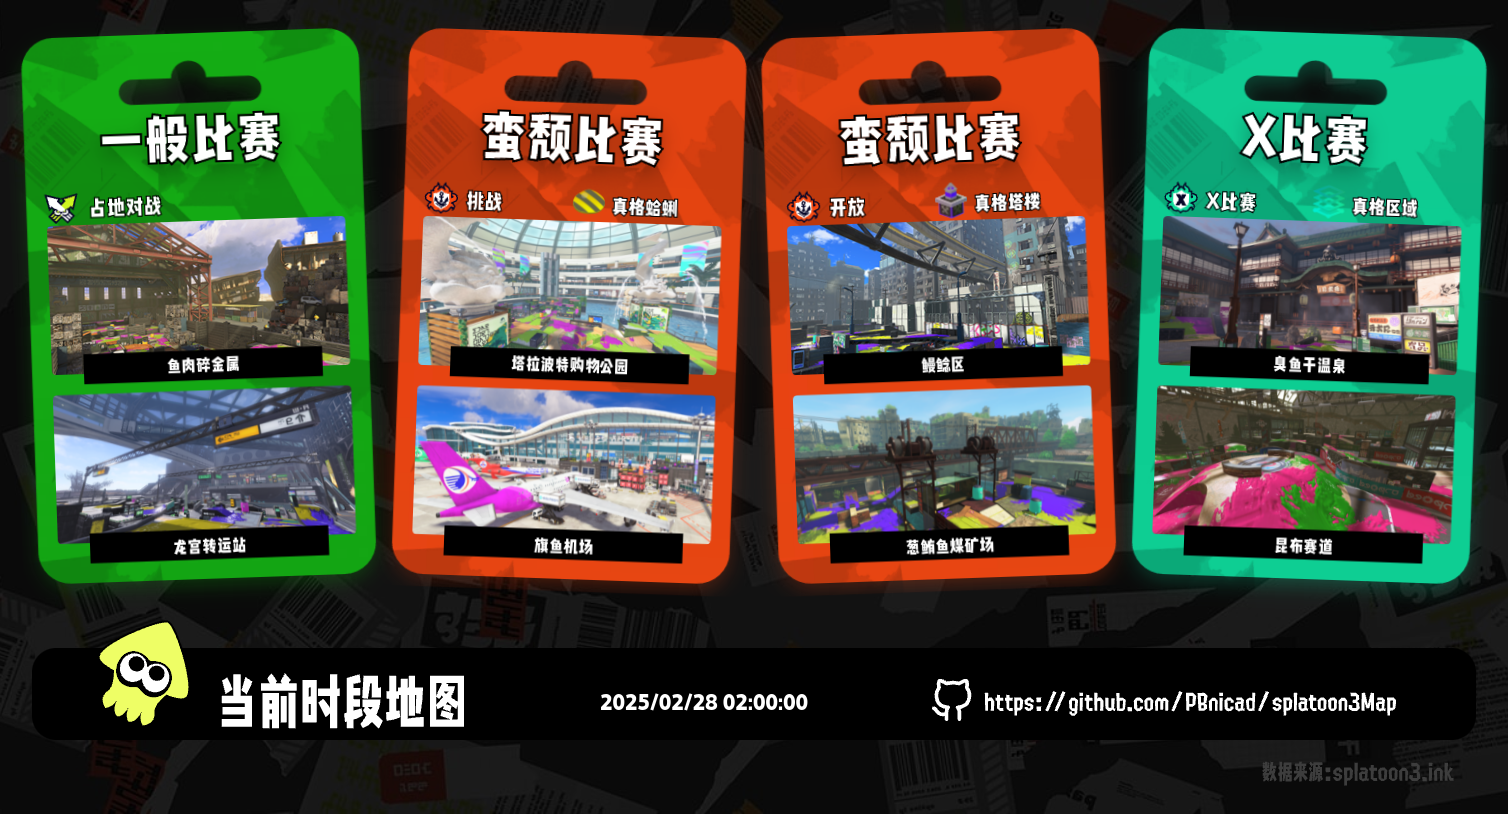 一般比赛
占地对战
鱼肉碎金属
龙宫转运站
蛮颓比赛
挑战
真格蛤蜊
塔拉波特购物公园
旗鱼机场
蛮颓比赛
开放
真格塔楼
鳗鲶区
葱鲔鱼煤矿场
X比赛
X比赛
真格区域
臭鱼干温泉
昆布赛道
当前时段地图
2025/02/28 02:00:00
https://github.com/PBnicad/splatoon3Map
数据来源:splatoon3.ink